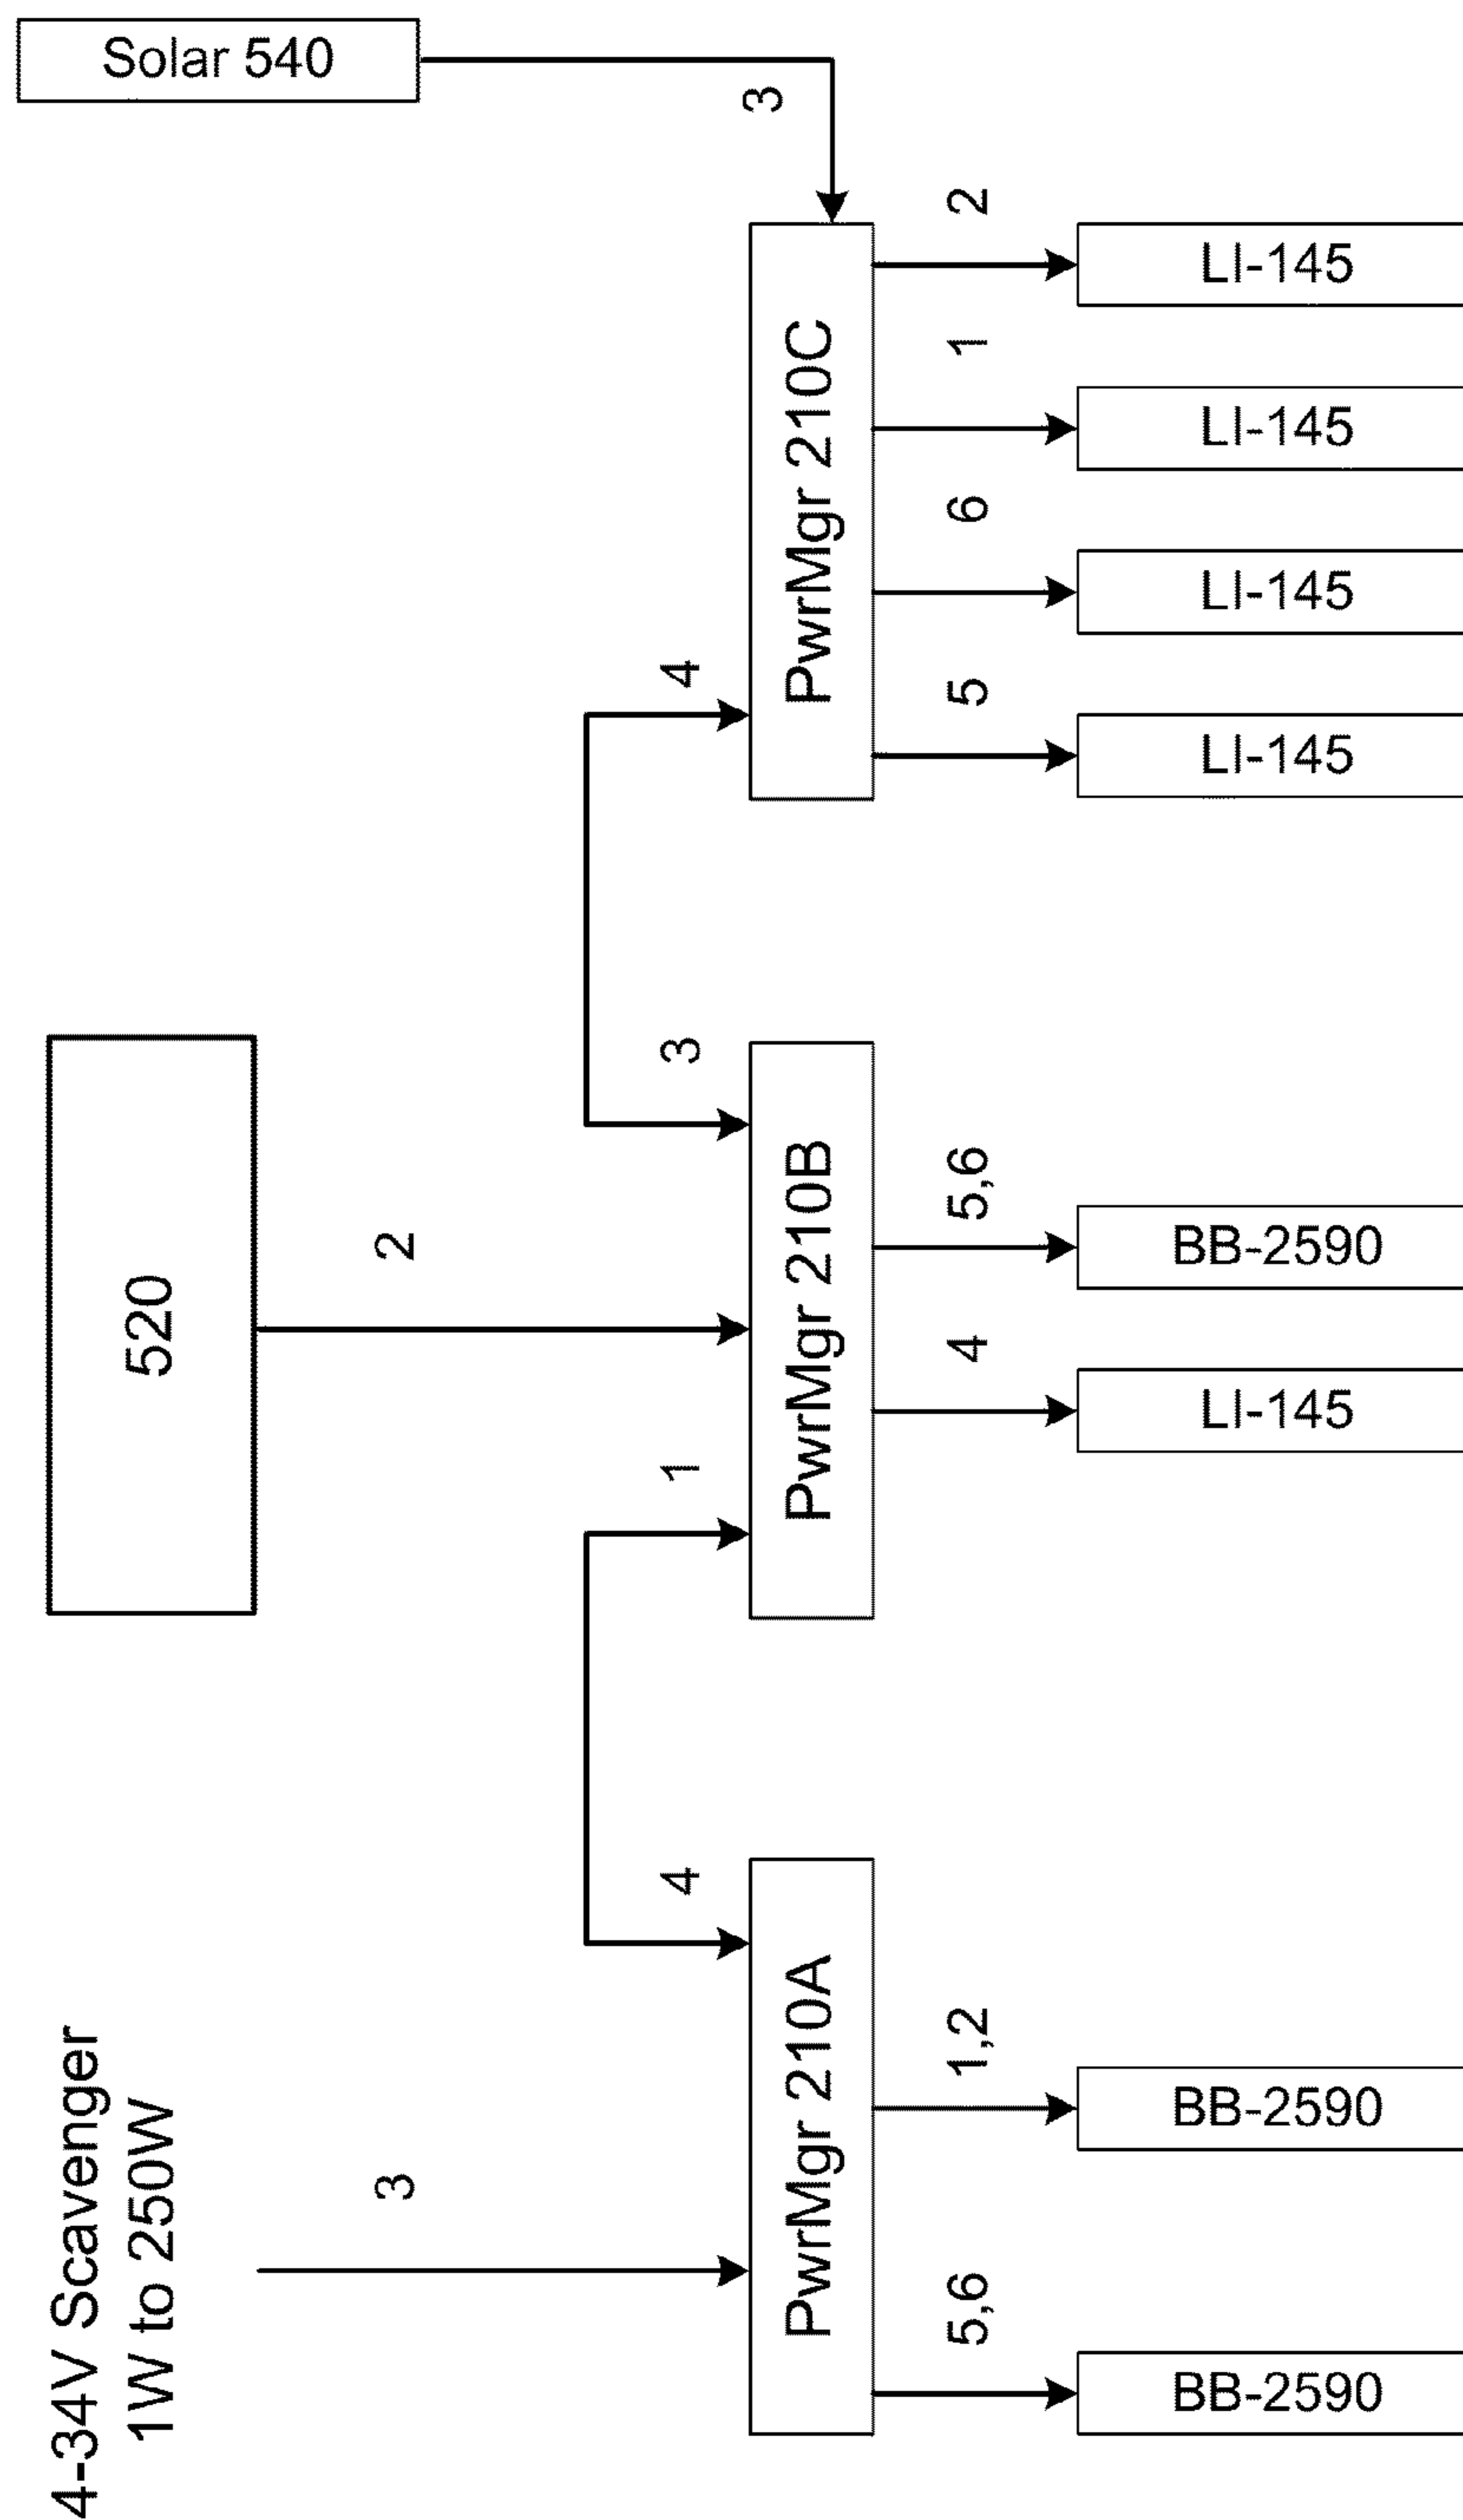 Solar 540
3
PwrMgr 210C
4
2
LI-145
1
LI-145
6
LI-145
5
LI-145
520
2
3
PwrMgr 210B
1
5,6
BB-2590
4
LI-145
4-34V Scavenger
1W to 250W
3
4
PwrMgr 210A
1,2
BB-2590
5,6
BB-2590